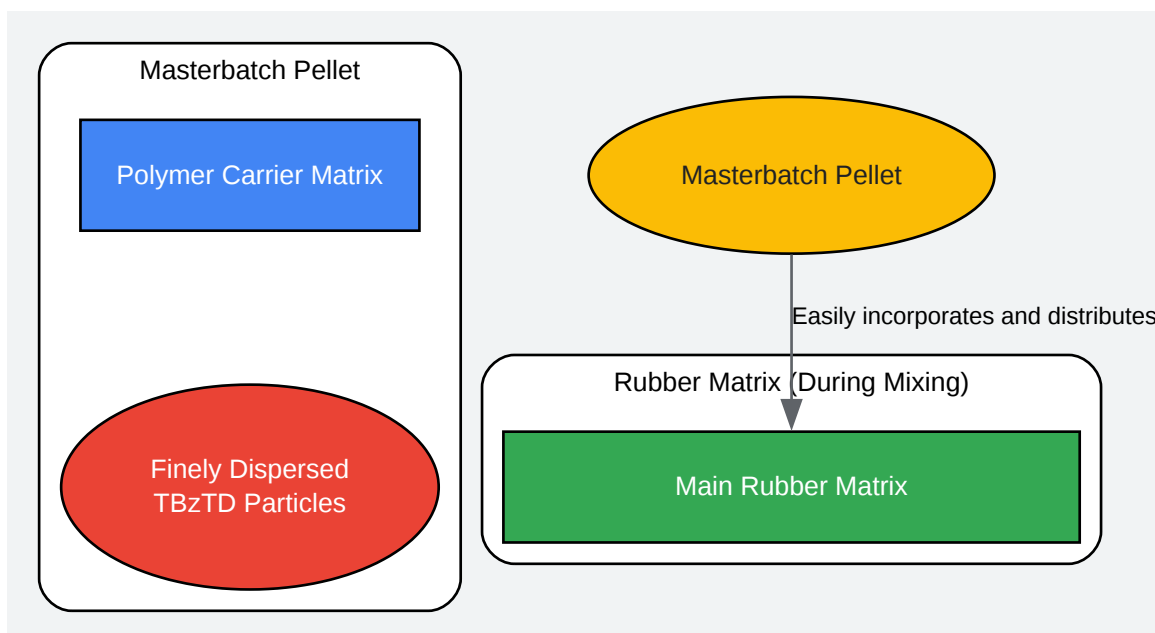 Masterbatch Pellet
Polymer Carrier Matrix
Finely Dispersed
TBzTD Particles
Masterbatch Pellet
Easily incorporates and distributes
Rubber Matrix (During Mixing)
Main Rubber Matrix